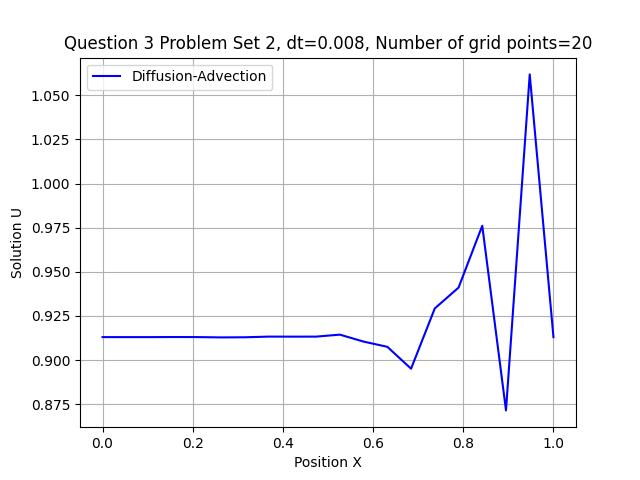 Question 3 Problem Set 2, dt=0.008, Number of grid points=20
Diffusion-Advection
1.050
1.025
1.000
0.975
0.950
0.925
0.900
0.875
Solution U
0.0 0.2 0.4 0.6 0.8 1.0
Position X